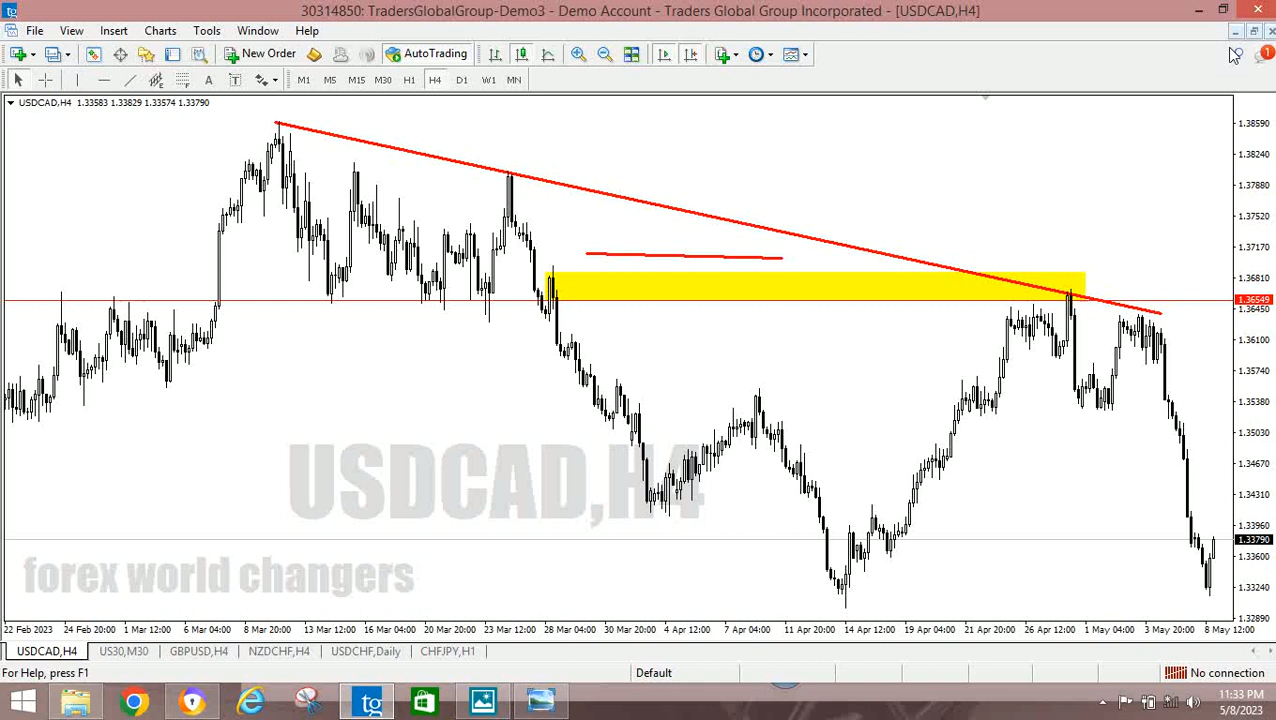 30314850: TradersGlobalGroup-Demo3 - Demo Account - Traders Global Group Incorporated - [USDCAD,H4]
File View Insert Charts Tools Window Help
New Order AutoTrading 1
A T M1 M5 M15 M30 H1 H4 D1 W1 MN
USDCAD,H4 1.33583 1.33829 1.33574 1.33790
1.38590
1.38240
1.37880
1.37520
1.37170
1.36810
1.36549
1.36450
1.36100
1.35740
1.35380
1.35030
1.34670
1.34310
1.33960
1.33790
1.33600
1.33240
1.32890
USDCAD,H4
forex world changers
22 Feb 2023 24 Feb 20:00 1 Mar 12:00 6 Mar 04:00 8 Mar 20:00 13 Mar 12:00 16 Mar 04:00 20 Mar 20:00 23 Mar 12:00 28 Mar 04:00 30 Mar 20:00 4 Apr 12:00 7 Apr 04:00 11 Apr 20:00 14 Apr 12:00 19 Apr 04:00 21 Apr 20:00 26 Apr 12:00 1 May 04:00 3 May 20:00 8 May 12:00
USDCAD,H4 US30,M30 GBPUSD,H4 NZDCHF,H4 USDCHF,Daily CHFJPY,H1
For Help, press F1 Default No connection
tg 11:33 PM
5/8/2023